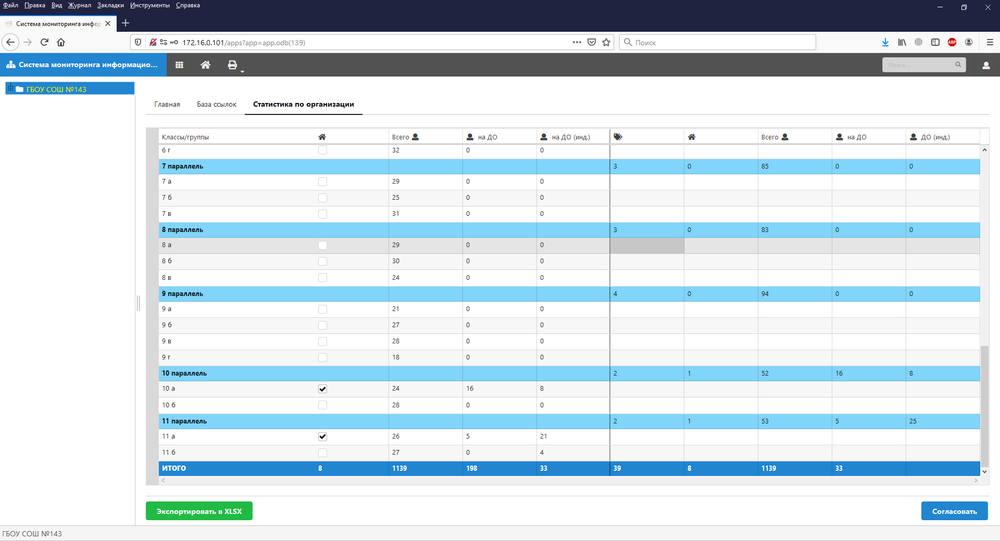 Файл Правка Вид Журнал Закладки Инструменты Справка
Система мониторинга инфор
172.16.0.101/apps?app=app.odb(139)
Поиск
ABP
Система мониторинга информацио...
Поиск...
ГБОУ СОШ №143
Главная База ссылок Статистика по организации
Классы/группы Всего на ДО на ДО (инд.) Всего на ДО ДО (инд.)
6 г 32 0 0
7 параллель 3 0 85 0 0
7 а 29 0 0
7 б 25 0 0
7 в 31 0 0
8 параллель 3 0 83 0 0
8 а 29 0 0
8 б 30 0 0
8 в 24 0 0
9 параллель 4 0 94 0 0
9 а 21 0 0
9 б 27 0 0
9 в 28 0 0
9 г 18 0 0
10 параллель 2 1 52 16 8
10 а 24 16 8
10 б 28 0 0
11 параллель 2 1 53 5 25
11 а 26 5 21
11 б 27 0 4
ИТОГО 8 1139 198 33 39 8 1139 33
Экспортировать в XLSX
Согласовать
ГБОУ СОШ №143